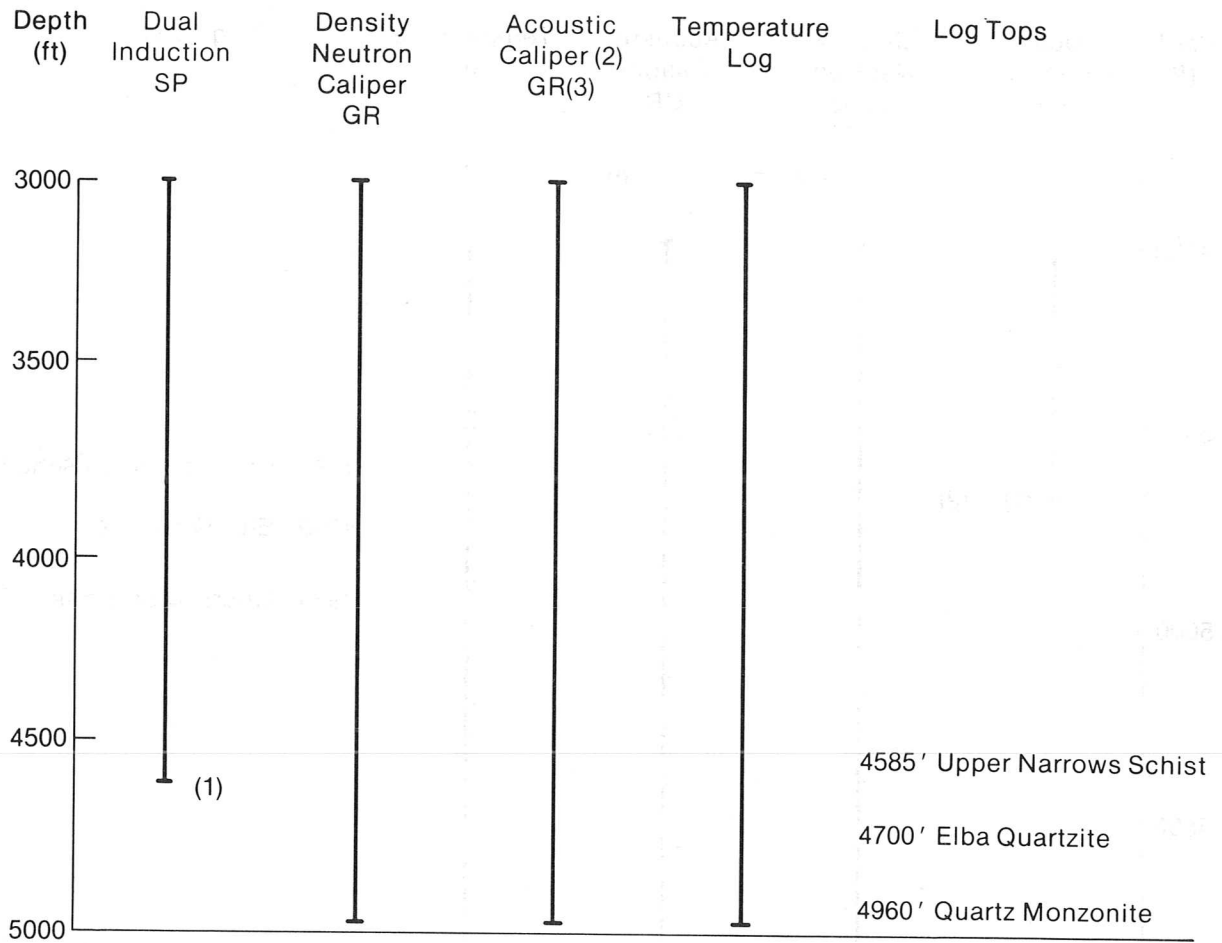 Depth
(ft)
Dual
Induction
SP
Density
Neutron
Caliper
GR
Acoustic
Caliper (2)
GR(3)
Temperature
Log
Log Tops
3000
3500
4000
4500
5000
(1)
4585' Upper Narrows Schist
4700' Elba Quartzite
4960' Quartz Monzonite